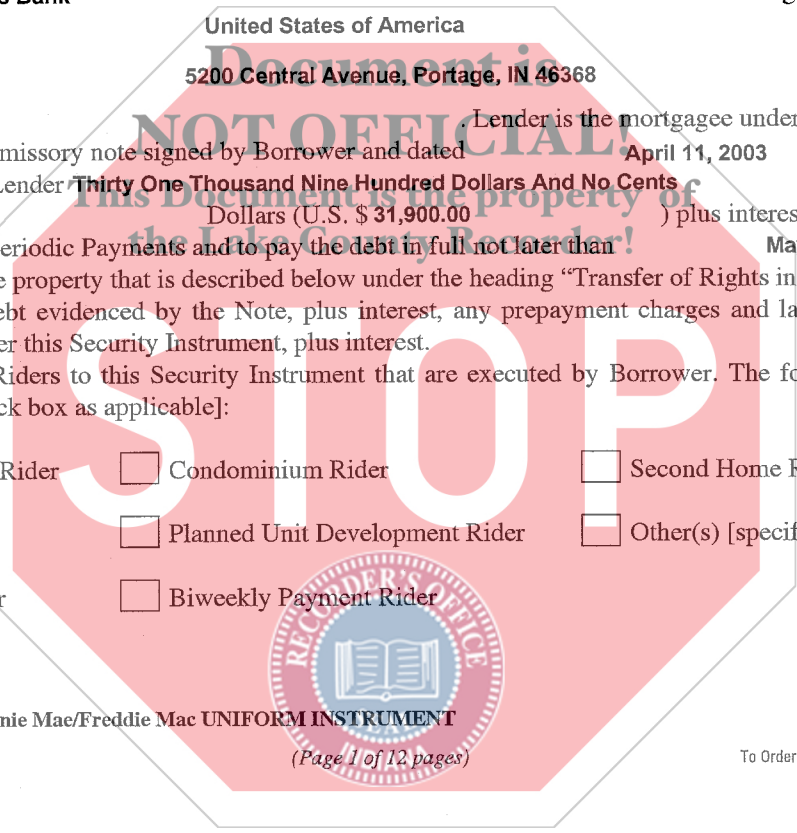 s Bank
United States of America
Document is
5200 Central Avenue, Portage, IN 46368
NOT OFFICIAL!
. Lender is the mortgagee under
missory note signed by Borrower and dated April 11, 2003
Lender Thirty One Thousand Nine Hundred Dollars And No Cents
This Document is the property of
Dollars (U.S. $ 31,900.00 ) plus interes
the Lake County Recorder!
eriodic Payments and to pay the debt in full not later than Ma
e property that is described below under the heading “Transfer of Rights in
ebt evidenced by the Note, plus interest, any prepayment charges and la
er this Security Instrument, plus interest.
Riders to this Security Instrument that are executed by Borrower. The fo
ck box as applicable]:
STOP
Rider Condominium Rider Second Home R
Planned Unit Development Rider Other(s) [specif
r Biweekly Payment Rider
RECORDER'S OFFICE
SEAL
INDIANA
nie Mae/Freddie Mac UNIFORM INSTRUMENT
(Page 1 of 12 pages)
To Order